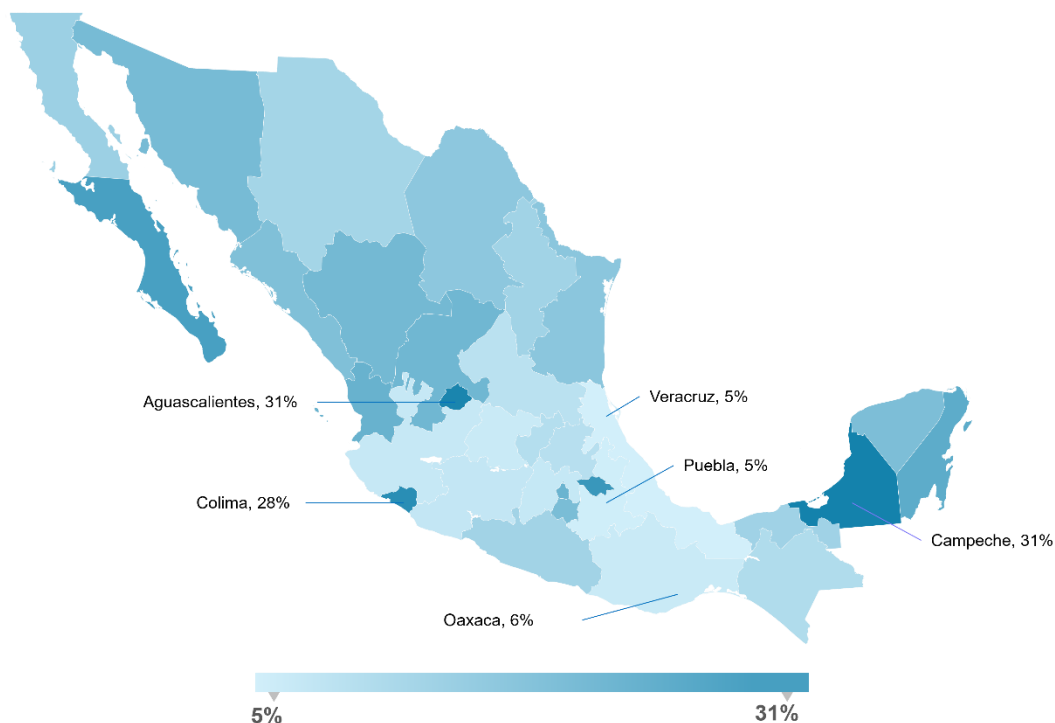 Aguascalientes, 31%
Veracruz, 5%
Puebla, 5%
Colima, 28%
Campeche, 31%
Oaxaca, 6%
5%
31%